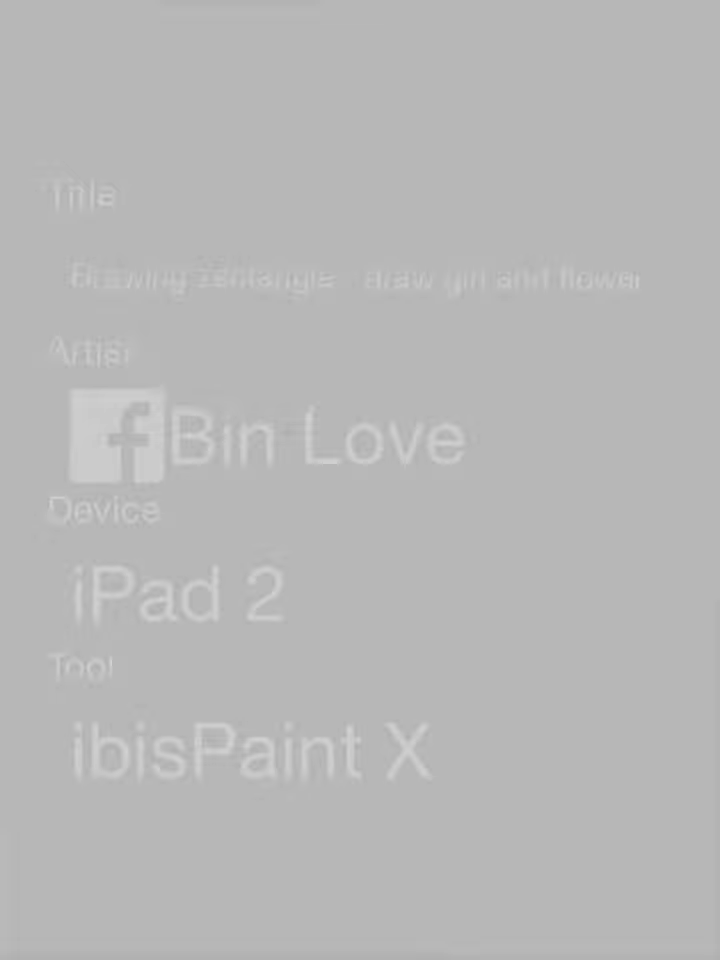 Title
Drawing zentangle - draw girl and flower
Artist
Bin Love
Device
iPad 2
Tool
ibisPaint X